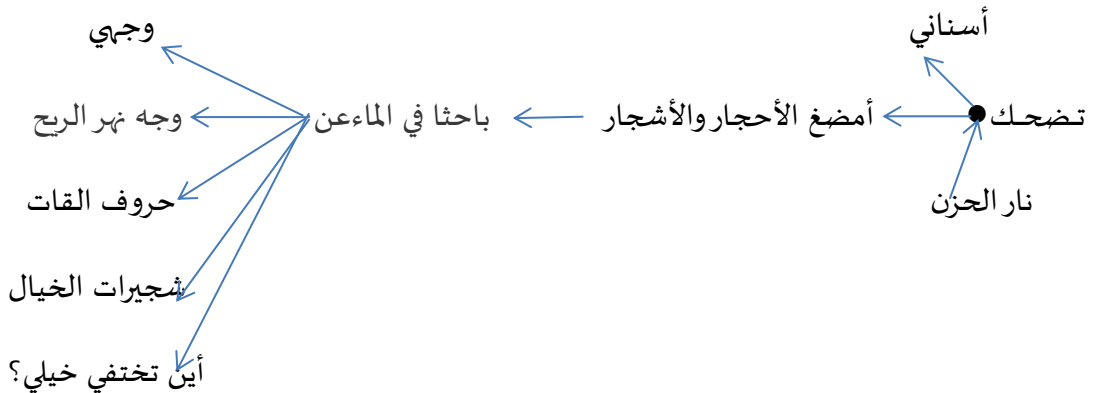 أسناني
وجهي
تضحك
أمضغ الأحجار والأشجار
باحثا في الماءعن
وجه نهر الريح
نار الحزن
حروف القات
شجيرات الخيال
أين تختفي خيلي؟